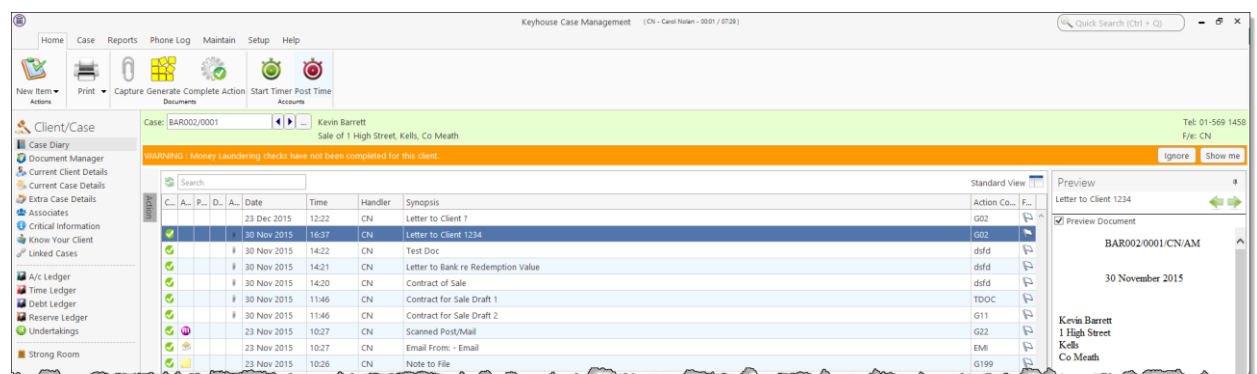 Keyhouse Case Management (CN - Carol Nolan - 0001 / 0729)
Quick Search (Ctrl + Q)
Home Case Reports Phone Log Maintain Setup Help
New Item Print Capture Generate Complete Action Start Timer Post Time
Actions Documents Accounts
Client/Case
Case Diary
Document Manager
Current Client Details
Current Case Details
Extra Case Details
Associates
Critical Information
Know Your Client
Linked Cases
A/c Ledger
Time Ledger
Debt Ledger
Reserve Ledger
Undertakings
Strong Room
Case: BAR002/0001 ... Kevin Barrett Tel: 01-569 1458
Sale of 1 High Street, Kells, Co Meath F/e: CN
WARNING : Money Laundering checks have not been completed for this client. Ignore Show me
Action
Search Standard View
C... A... P... D... A... Date Time Handler Synopsis Action Co... F...
23 Dec 2015 12:22 CN Letter to Client ? G02
30 Nov 2015 16:37 CN Letter to Client 1234 G02
30 Nov 2015 14:22 CN Test Doc dsfd
30 Nov 2015 14:21 CN Letter to Bank re Redemption Value dsfd
30 Nov 2015 14:20 CN Contract of Sale dsfd
30 Nov 2015 11:46 CN Contract for Sale Draft 1 TDOC
30 Nov 2015 11:46 CN Contract for Sale Draft 2 G11
23 Nov 2015 10:27 CN Scanned Post/Mail G22
23 Nov 2015 10:27 CN Email From: - Email EMI
23 Nov 2015 10:26 CN Note to File G199
Preview
Letter to Client 1234
Preview Document
BAR002/0001/CN/AM
30 November 2015
Kevin Barrett
1 High Street
Kells
Co Meath